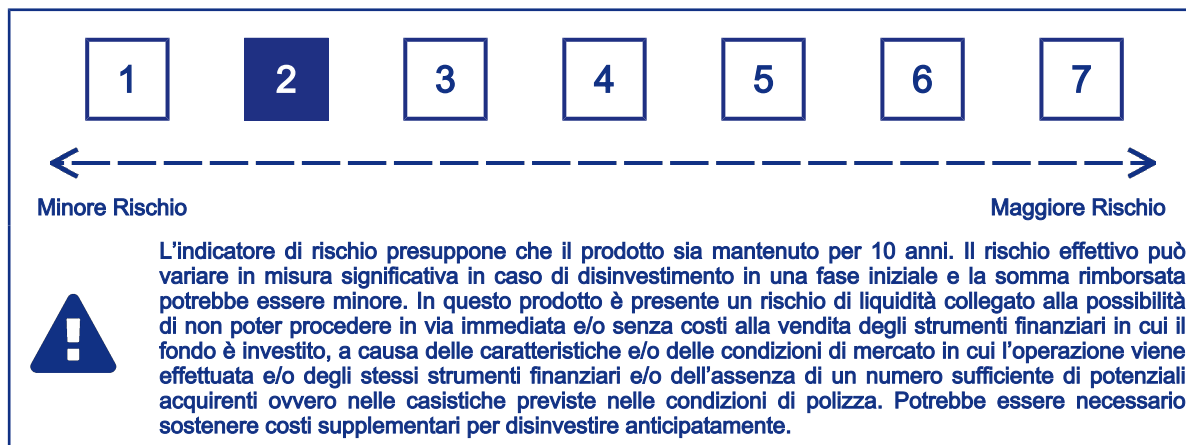 1 2 3 4 5 6 7
Minore Rischio Maggiore Rischio
L'indicatore di rischio presuppone che il prodotto sia mantenuto per 10 anni. Il rischio effettivo può
variare in misura significativa in caso di disinvestimento in una fase iniziale e la somma rimborsata
potrebbe essere minore. In questo prodotto è presente un rischio di liquidità collegato alla possibilità
di non poter procedere in via immediata e/o senza costi alla vendita degli strumenti finanziari in cui il
fondo è investito, a causa delle caratteristiche e/o delle condizioni di mercato in cui l'operazione viene
effettuata e/o degli stessi strumenti finanziari e/o dell'assenza di un numero sufficiente di potenziali
acquirenti ovvero nelle casistiche previste nelle condizioni di polizza. Potrebbe essere necessario
sostenere costi supplementari per disinvestire anticipatamente.